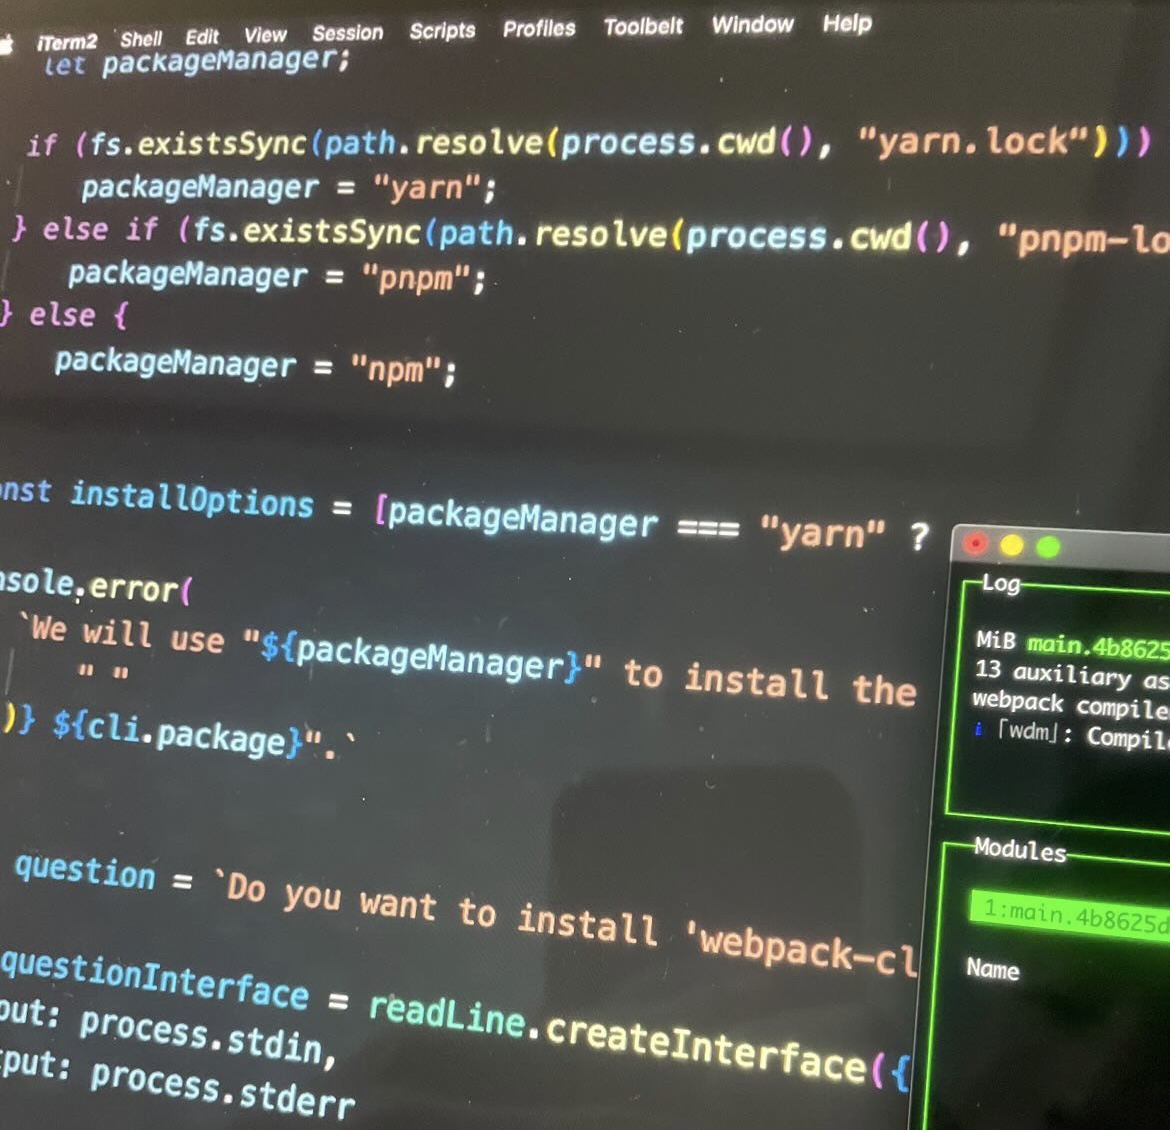 iTerm2 Shell Edit View Session Scripts Profiles Toolbelt Window Help
let packageManager;
if (fs.existsSync(path.resolve(process.cwd(), "yarn.lock")))
packageManager = "yarn";
} else if (fs.existsSync(path.resolve(process.cwd(), "pnpm-lo
packageManager = "pnpm";
} else {
packageManager = "npm";
onst installOptions = [packageManager === "yarn" ?
nsole.error(
`We will use "${packageManager}" to install the
" "
)} ${cli.package}".`
question = `Do you want to install 'webpack-cl
questionInterface = readLine.createInterface({
put: process.stdin,
tput: process.stderr
Log
MiB main.4b8625
13 auxiliary as
webpack compile
i ｢wdm｣: Compile
Modules
1:main.4b8625d
Name